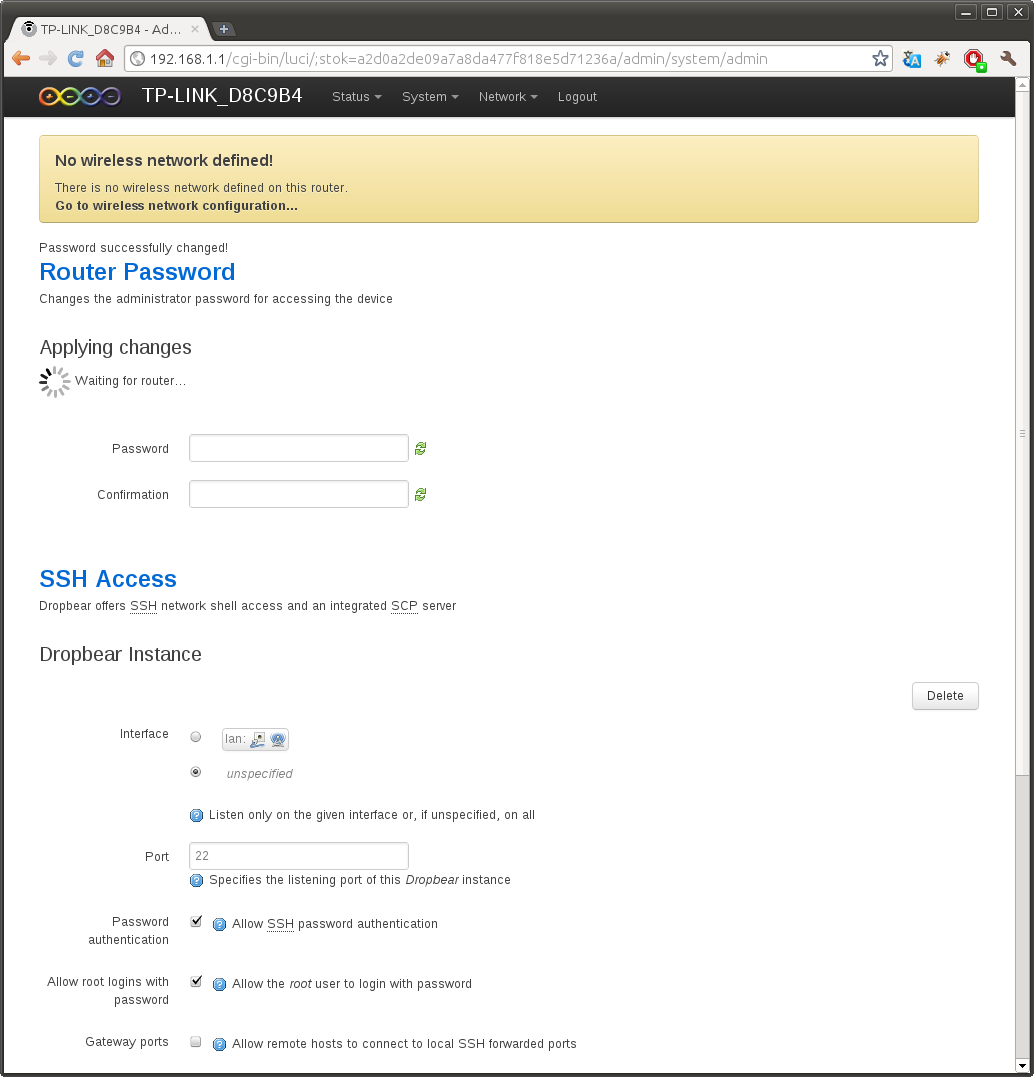 TP-LINK_D8C9B4 - Ad...
192.168.1.1/cgi-bin/luci/;stok=a2d0a2de09a7a8da477f818e5d71236a/admin/system/admin
TP-LINK_D8C9B4 Status System Network Logout
No wireless network defined!
There is no wireless network defined on this router.
Go to wireless network configuration...
Password successfully changed!
Router Password
Changes the administrator password for accessing the device
Applying changes
Waiting for router...
Password
Confirmation
SSH Access
Dropbear offers SSH network shell access and an integrated SCP server
Dropbear Instance
Delete
Interface
lan:
unspecified
Listen only on the given interface or, if unspecified, on all
Port
22
Specifies the listening port of this Dropbear instance
Password
authentication
Allow SSH password authentication
Allow root logins with
password
Allow the root user to login with password
Gateway ports
Allow remote hosts to connect to local SSH forwarded ports